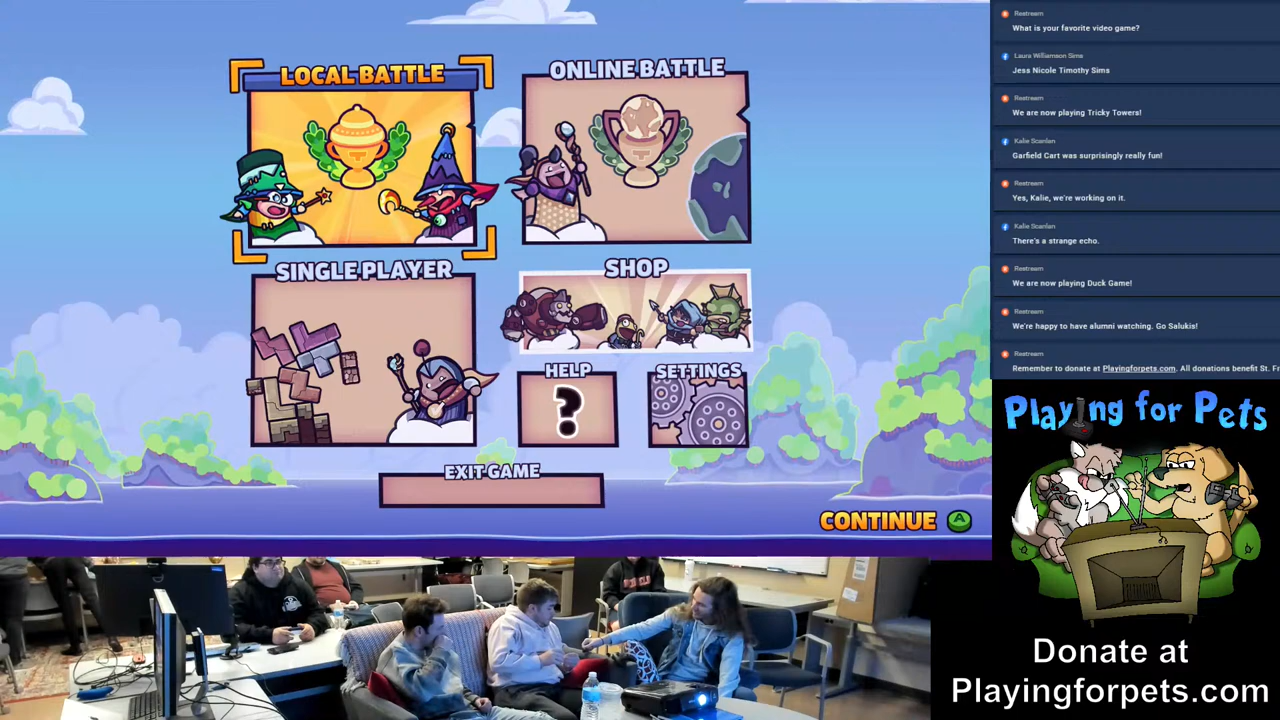 LOCAL BATTLE
ONLINE BATTLE
SINGLE PLAYER
SHOP
HELP
SETTINGS
?
EXIT GAME
CONTINUE A
Restream
What is your favorite video game?
Laura Williamson Sims
Jess Nicole Timothy Sims
Restream
We are now playing Tricky Towers!
Kalie Scanlan
Garfield Cart was surprisingly really fun!
Restream
Yes, Kalie, we're working on it.
Kalie Scanlan
There's a strange echo.
Restream
We are now playing Duck Game!
Restream
We're happy to have alumni watching. Go Salukis!
Restream
Remember to donate at Playingforpets.com. All donations benefit St. Fr
Playing for Pets
Donate at
Playingforpets.com